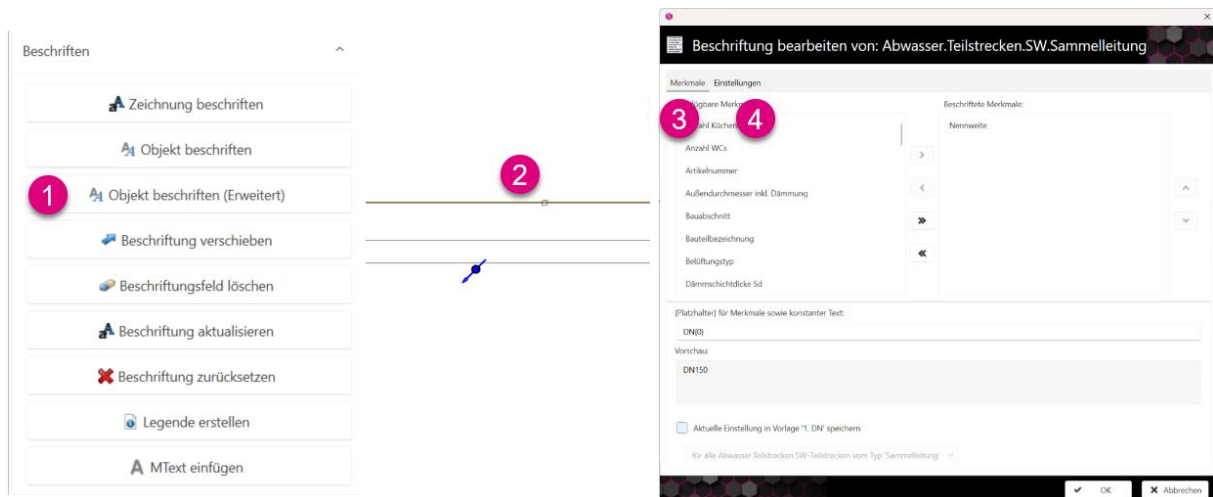 Beschriften
Zeichnung beschriften
Objekt beschriften
1 Objekt beschriften (Erweitert)
Beschriftung verschieben
Beschriftungsfeld löschen
Beschriftung aktualisieren
Beschriftung zurücksetzen
Legende erstellen
MText einfügen
2
Beschriftung bearbeiten von: Abwasser.Teilstrecken.SW.Sammelleitung
Merkmale Einstellungen
3 4
Anzahl WCs
Artikelnummer
Außendurchmesser inkl. Dämmung
Bauabschnitt
Bauteilbezeichnung
Belüftungstyp
Dämmschichtdicke Sd
Beschriftete Merkmale:
Nennweite
[Platzhalter] für Merkmale sowie konstanter Text:
DN{0}
Vorschau:
DN150
Aktuelle Einstellung in Vorlage '1. DN' speichern
für alle Abwasser.Teilstrecken.SW-Teilstrecken vom Typ 'Sammelleitung'
OK Abbrechen